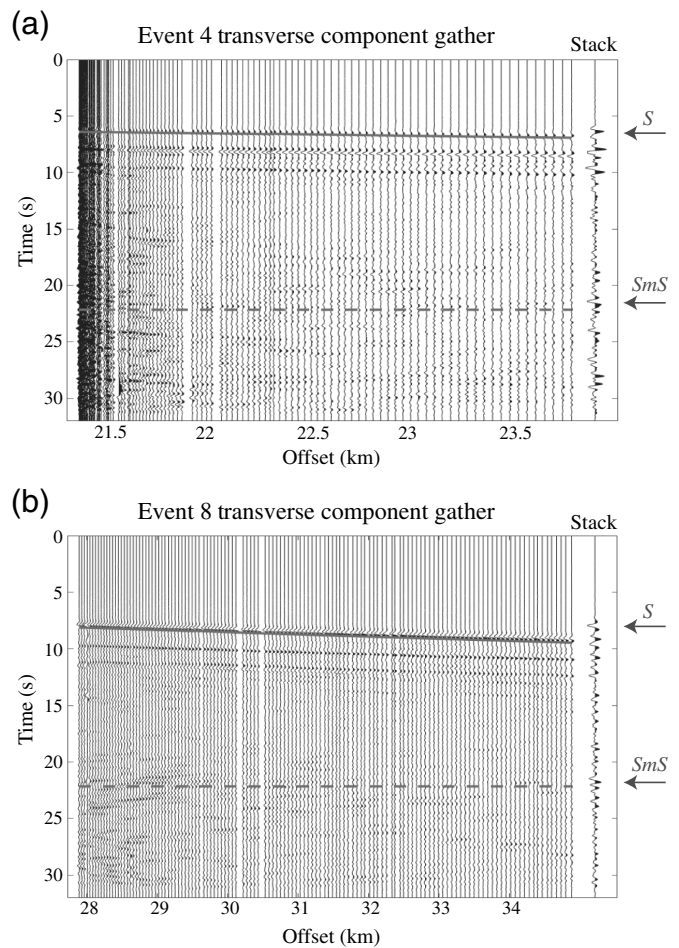 (a)
Event 4 transverse component gather
Stack
0
S
5
10
15
Time (s)
20
SmS
25
30
21.5 22 22.5 23 23.5
Offset (km)
(b)
Event 8 transverse component gather
Stack
0
S
5
10
15
Time (s)
20
SmS
25
30
28 29 30 31 32 33 34
Offset (km)